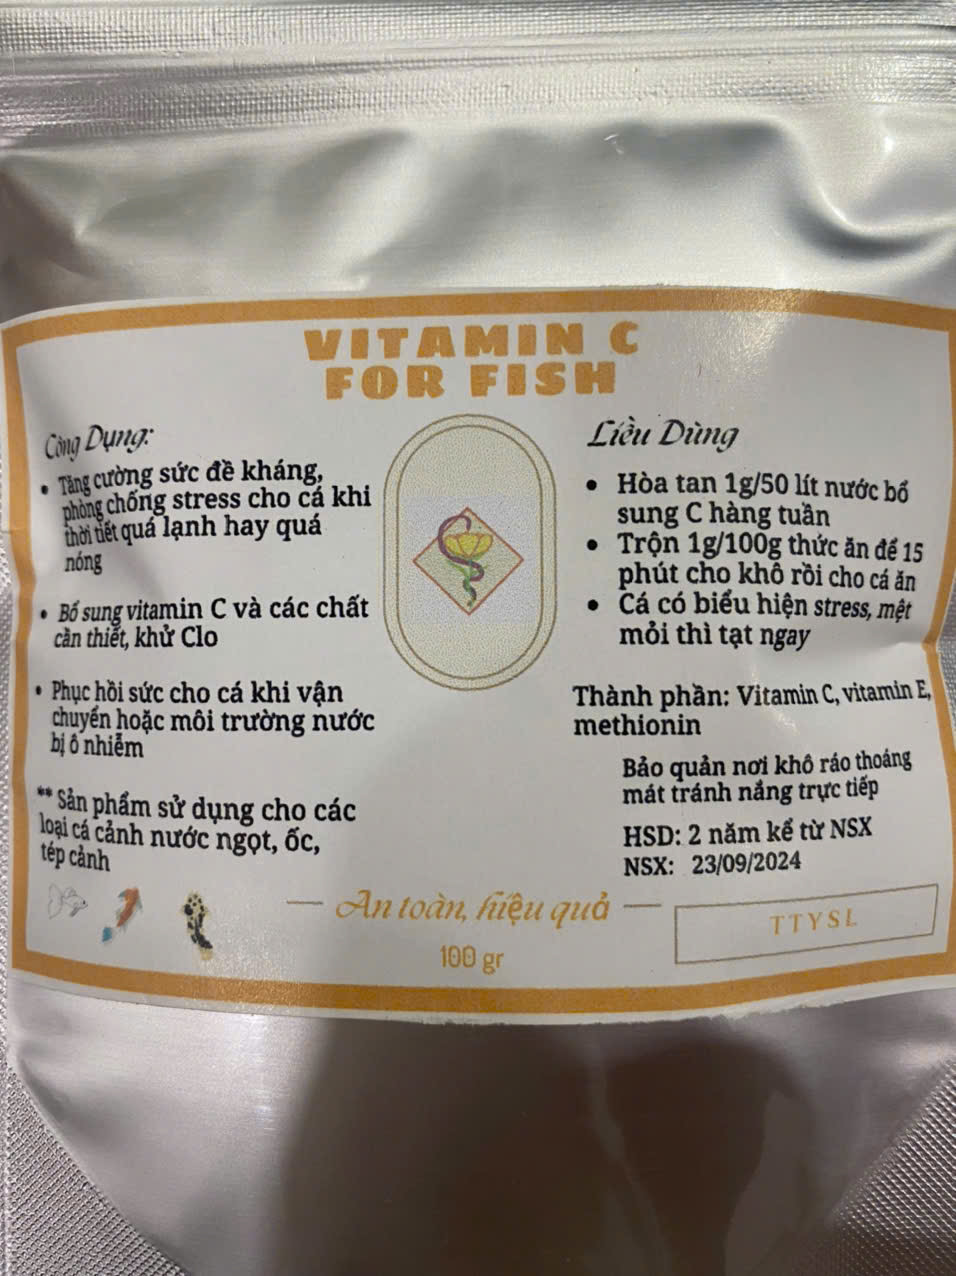 VITAMIN C
FOR FISH
Công Dụng:
• Tăng cường sức đề kháng,
phòng chống stress cho cá khi
thời tiết quá lạnh hay quá
nóng
• Bổ sung vitamin C và các chất
cần thiết, khử Clo
• Phục hồi sức cho cá khi vận
chuyển hoặc môi trường nước
bị ô nhiễm
** Sản phẩm sử dụng cho các
loại cá cảnh nước ngọt, ốc,
tép cảnh
Liều Dùng
• Hòa tan 1g/50 lít nước bổ
sung C hàng tuần
• Trộn 1g/100g thức ăn để 15
phút cho khô rồi cho cá ăn
• Cá có biểu hiện stress, mệt
mỏi thì tạt ngay
Thành phần: Vitamin C, vitamin E,
methionin
Bảo quản nơi khô ráo thoáng
mát tránh nắng trực tiếp
HSD: 2 năm kể từ NSX
NSX: 23/09/2024
An toàn, hiệu quả
100 gr
TTYSL